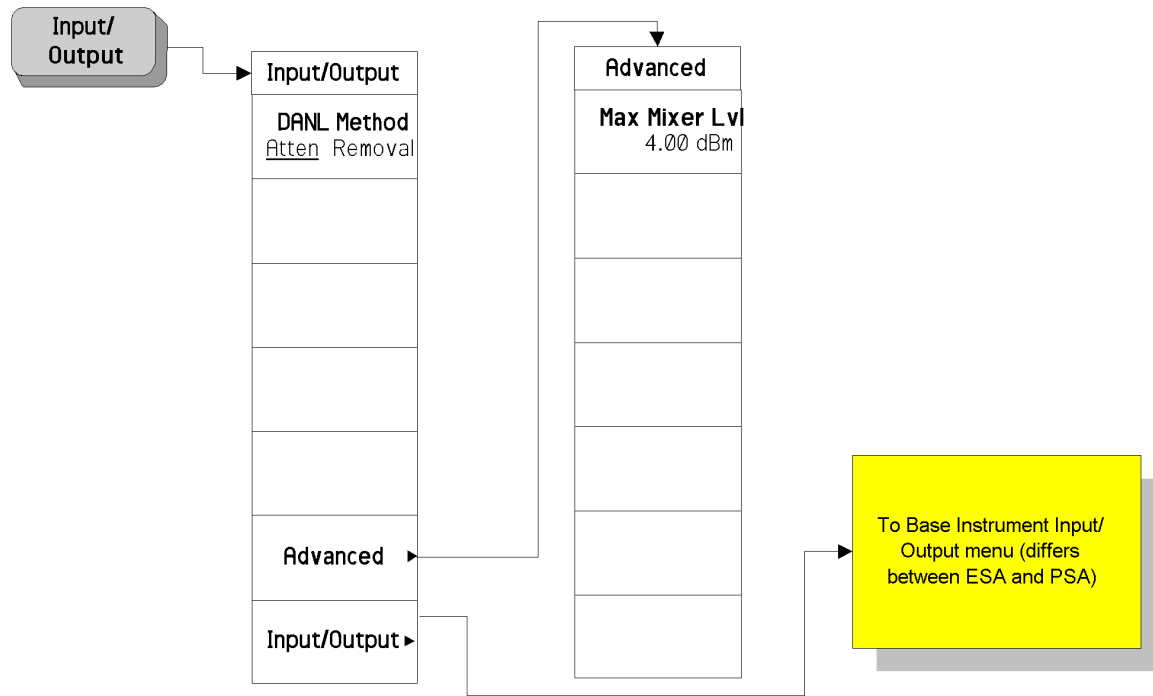 Input/
Output
Input/Output
DANL Method
Atten Removal
Advanced
Input/Output
Advanced
Max Mixer Lvl
4.00 dBm
To Base Instrument Input/
Output menu (differs
between ESA and PSA)